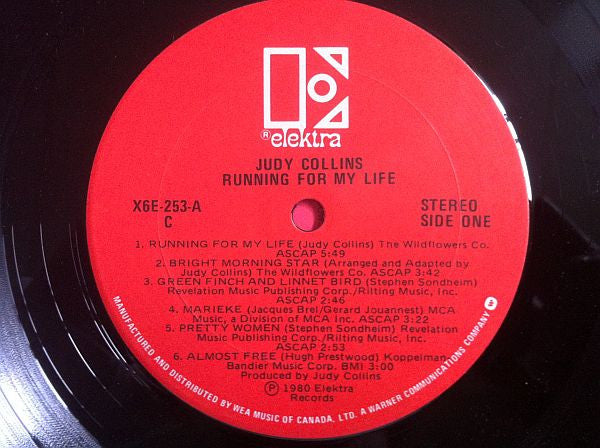 ® elektra
JUDY COLLINS
RUNNING FOR MY LIFE
X6E-253-A
C
STEREO
SIDE ONE
1. RUNNING FOR MY LIFE (Judy Collins) The Wildflowers Co.
ASCAP 5:49
2. BRIGHT MORNING STAR (Arranged and Adapted by
Judy Collins) The Wildflowers Co. ASCAP 3:42
3. GREEN FINCH AND LINNET BIRD (Stephen Sondheim)
Revelation Music Publishing Corp./Rilting Music, Inc.
ASCAP 2:46
4. MARIEKE (Jacques Brel/Gerard Jouannest) MCA
Music, a Division of MCA Inc. ASCAP 3:22
5. PRETTY WOMEN (Stephen Sondheim) Revelation
Music Publishing Corp./Rilting Music, Inc.
ASCAP 2:53
6. ALMOST FREE (Hugh Prestwood) Koppelman-
Bandier Music Corp. BMI 3:00
Produced by Judy Collins
℗ 1980 Elektra
Records
MANUFACTURED AND DISTRIBUTED BY WEA MUSIC OF CANADA, LTD. A WARNER COMMUNICATIONS COMPANY